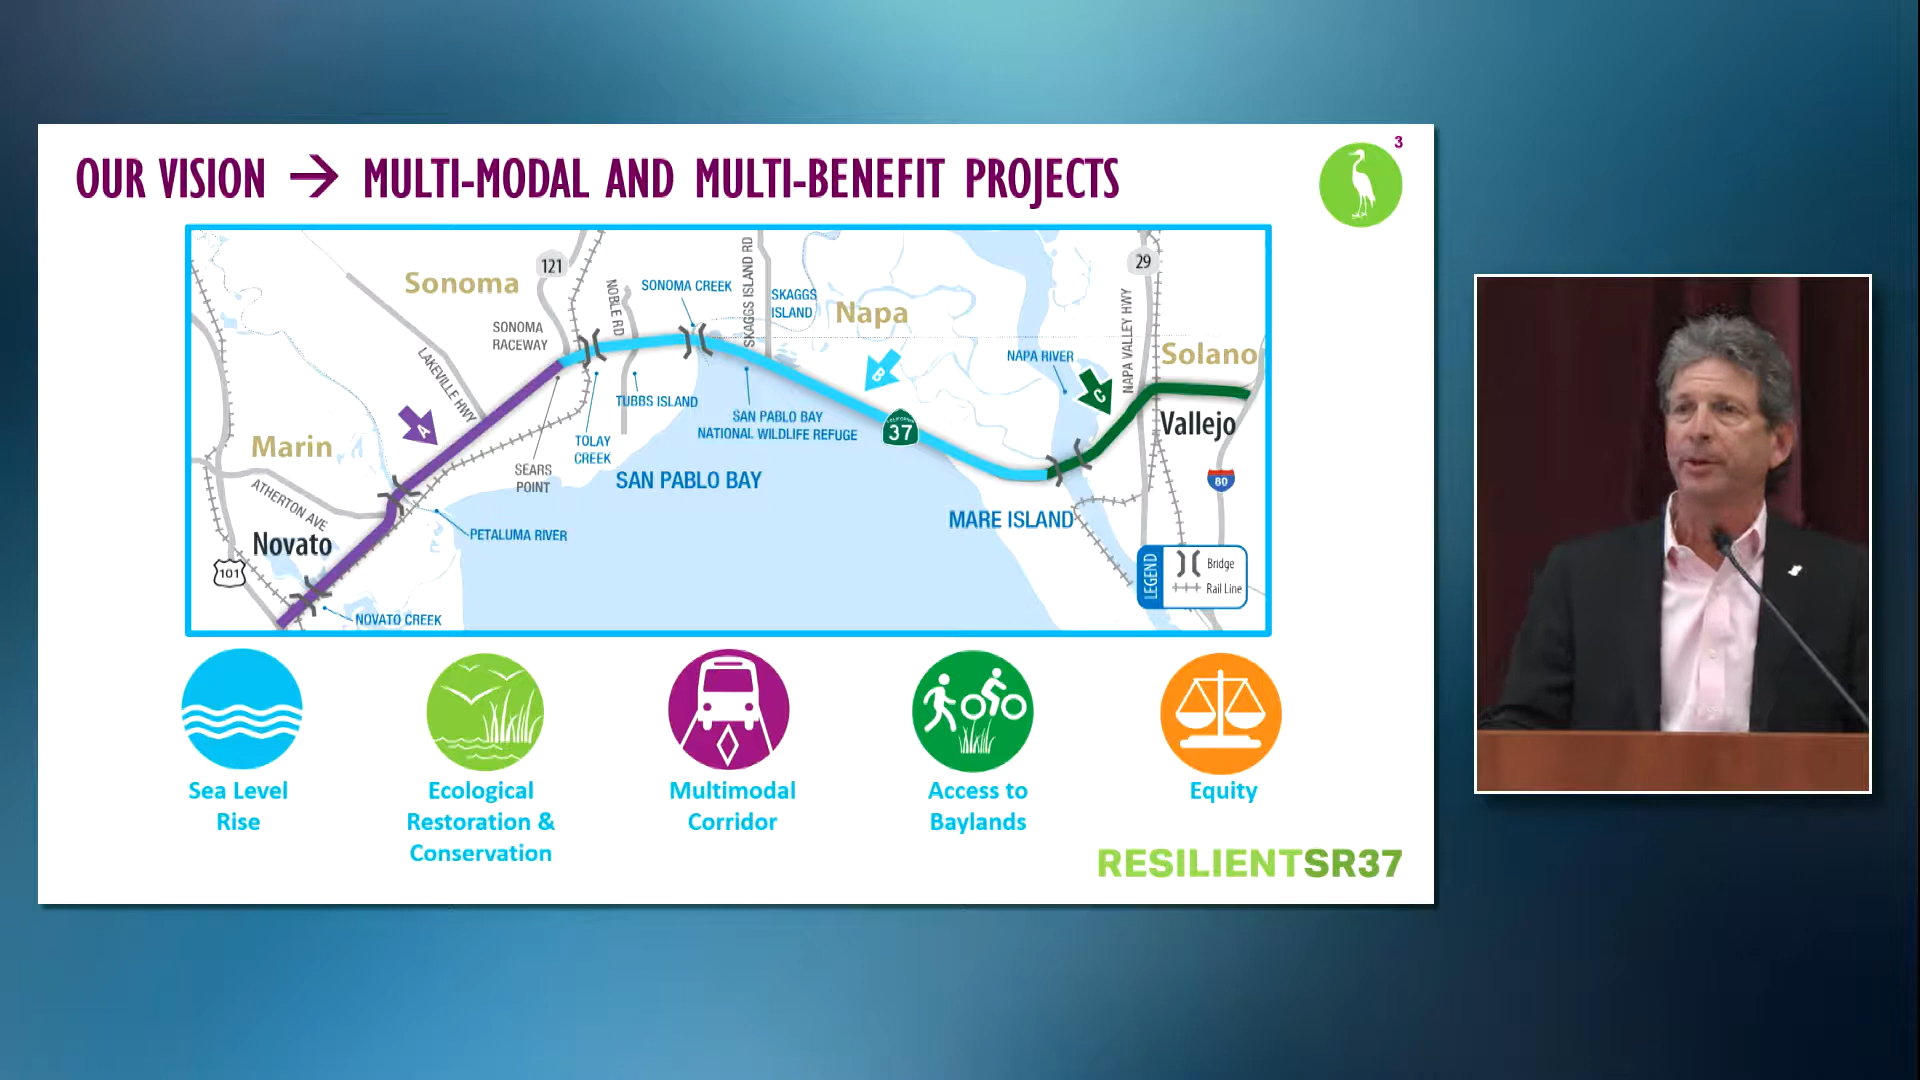 3
OUR VISION → MULTI-MODAL AND MULTI-BENEFIT PROJECTS
Sonoma
121
NOBLE RD
SONOMA CREEK
SKAGGS ISLAND RD
SKAGGS
ISLAND
Napa
29
NAPA VALLEY HWY
SONOMA
RACEWAY
LAKEVILLE HWY
NAPA RIVER
Solano
A
B
C
TUBBS ISLAND
SAN PABLO BAY
NATIONAL WILDLIFE REFUGE
CALIFORNIA
37
Vallejo
Marin
TOLAY
CREEK
SEARS
POINT
SAN PABLO BAY
80
ATHERTON AVE
MARE ISLAND
Novato
PETALUMA RIVER
101
NOVATO CREEK
LEGEND
Bridge
Rail Line
Sea Level
Rise
Ecological
Restoration &
Conservation
Multimodal
Corridor
Access to
Baylands
Equity
RESILIENTSR37